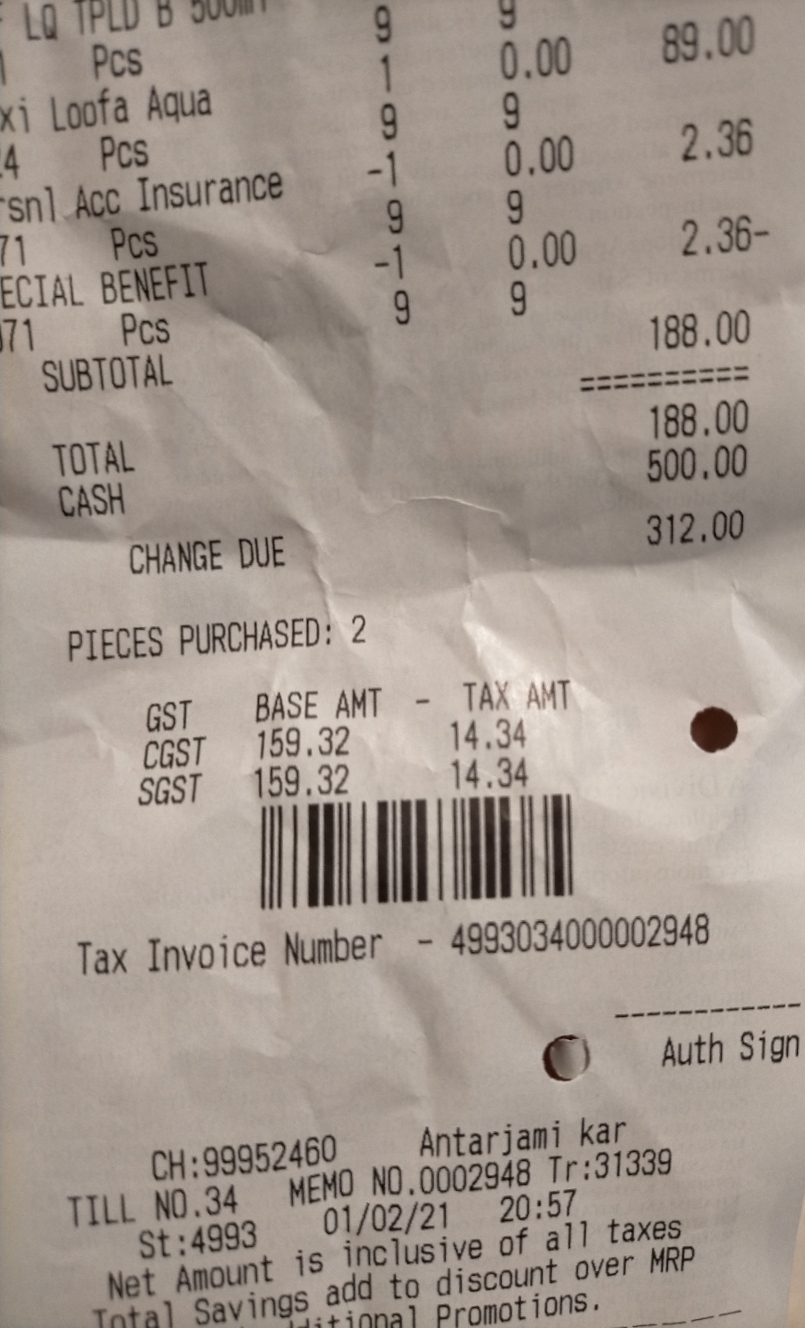 LQ TPLD B 500ml
9 9
Pcs 1 0.00 89.00
xi Loofa Aqua 9 9
24 Pcs -1 0.00 2.36
rsnl Acc Insurance 9 9
71 Pcs -1 0.00 2.36-
ECIAL BENEFIT 9 9
071 Pcs
SUBTOTAL 188.00
==========
TOTAL 188.00
CASH 500.00
CHANGE DUE 312.00
PIECES PURCHASED: 2
GST BASE AMT - TAX AMT
CGST 159.32 14.34
SGST 159.32 14.34
Tax Invoice Number - 4993034000002948
Auth Sign
CH:99952460 Antarjami kar
TILL NO.34 MEMO NO.0002948 Tr:31339
St:4993 01/02/21 20:57
Net Amount is inclusive of all taxes
Total Savings add to discount over MRP
ditional Promotions.